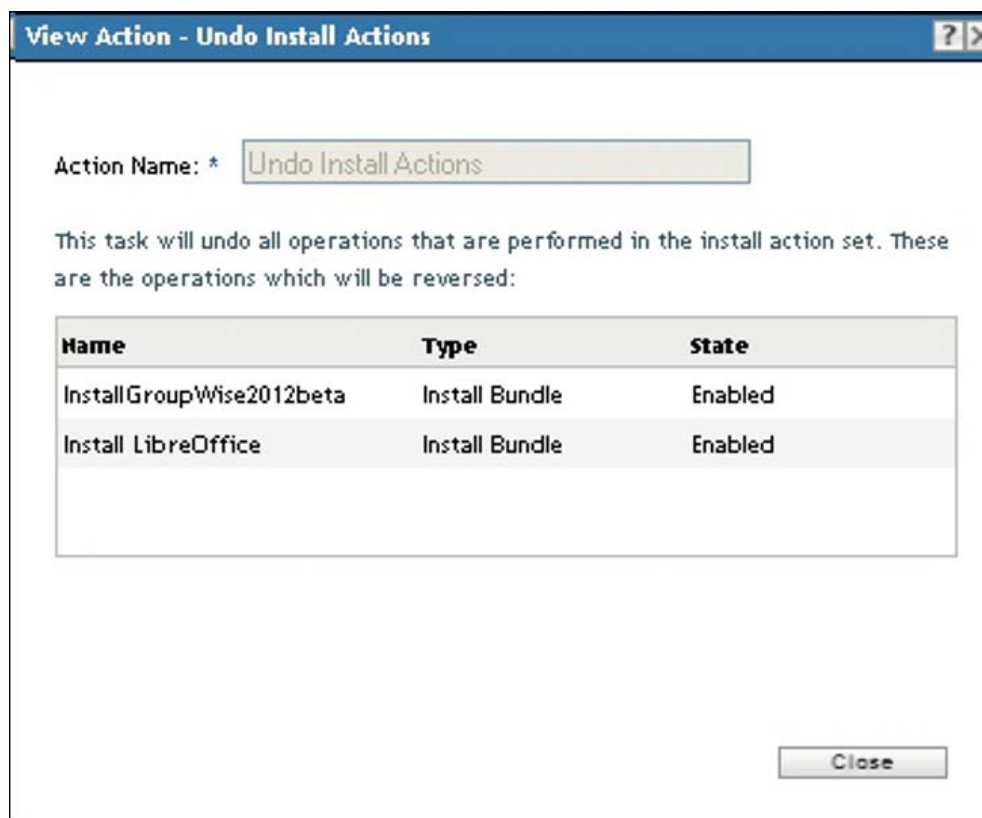 View Action - Undo Install Actions ? X
Action Name: * Undo Install Actions
This task will undo all operations that are performed in the install action set. These
are the operations which will be reversed:
Name Type State
InstallGroupWise2012beta Install Bundle Enabled
Install LibreOffice Install Bundle Enabled
Close